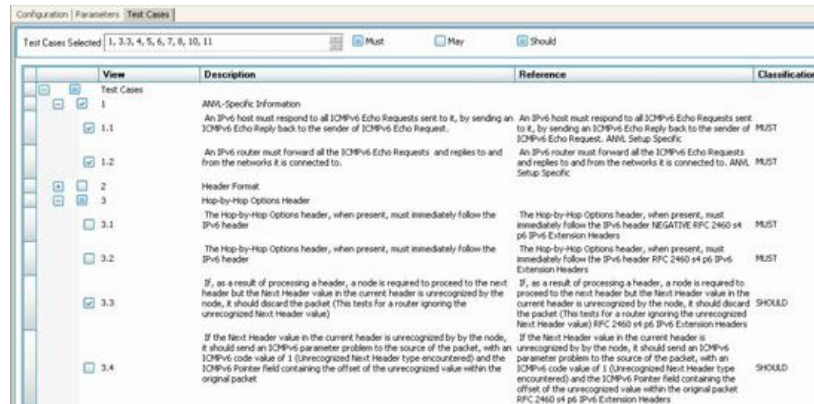 Configuration Parameters Test Cases
Test Cases Selected 1, 3.3, 4, 5, 6, 7, 8, 10, 11 Must May Should
View Description Reference Classification
Test Cases
1 ANVL-Specific Information
1.1
An IPv6 host must respond to all ICMPv6 Echo Requests sent to it, by sending an
ICMPv6 Echo Reply back to the sender of ICMPv6 Echo Request.
An IPv6 host must respond to all ICMPv6 Echo Requests sent
to it, by sending an ICMPv6 Echo Reply back to the sender of
ICMPv6 Echo Request. ANVL Setup Specific
MUST
1.2
An IPv6 router must forward all the ICMPv6 Echo Requests and replies to and
from the networks it is connected to.
An IPv6 router must forward all the ICMPv6 Echo Requests
and replies to and from the networks it is connected to. ANVL
Setup Specific
MUST
2 Header Format
3 Hop-by-Hop Options Header
3.1
The Hop-by-Hop Options header, when present, must immediately follow the
IPv6 header
The Hop-by-Hop Options header, when present, must
immediately follow the IPv6 header NEGATIVE RFC 2460 s4
p6 IPv6 Extension Headers
MUST
3.2
The Hop-by-Hop Options header, when present, must immediately follow the
IPv6 header
The Hop-by-Hop Options header, when present, must
immediately follow the IPv6 header RFC 2460 s4 p6 IPv6
Extension Headers
MUST
3.3
If, as a result of processing a header, a node is required to proceed to the next
header but the Next Header value in the current header is unrecognized by the
node, it should discard the packet (This tests for a router ignoring the
unrecognized Next Header value)
If, as a result of processing a header, a node is required to
proceed to the next header but the Next Header value in the
current header is unrecognized by the node, it should discard
the packet (This tests for a router ignoring the unrecognized
Next Header value) RFC 2460 s4 p6 IPv6 Extension Headers
SHOULD
3.4
If the Next Header value in the current header is unrecognized by by the node,
it should send an ICMPv6 parameter problem to the source of the packet, with an
ICMPv6 code value of 1 (Unrecognized Next Header type encountered) and the
ICMPv6 Pointer field containing the offset of the unrecognized value within the
original packet
If the Next Header value in the current header is
unrecognized by by the node, it should send an ICMPv6
parameter problem to the source of the packet, with an
ICMPv6 code value of 1 (Unrecognized Next Header type
encountered) and the ICMPv6 Pointer field containing the
offset of the unrecognized value within the original packet
RFC 2460 s4 p6 IPv6 Extension Headers
SHOULD